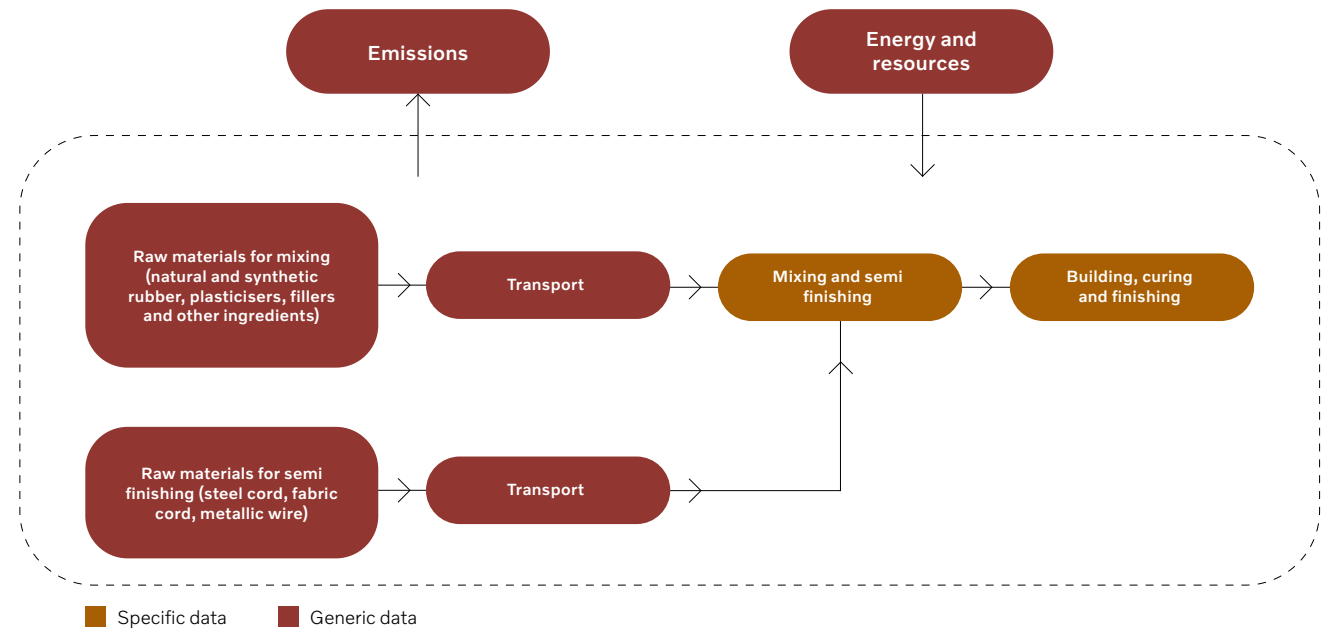 Emissions
Energy and
resources
Raw materials for mixing
(natural and synthetic
rubber, plasticisers, fillers
and other ingredients)
Transport
Mixing and semi
finishing
Building, curing
and finishing
Raw materials for semi
finishing (steel cord, fabric
cord, metallic wire)
Transport
Specific data
Generic data